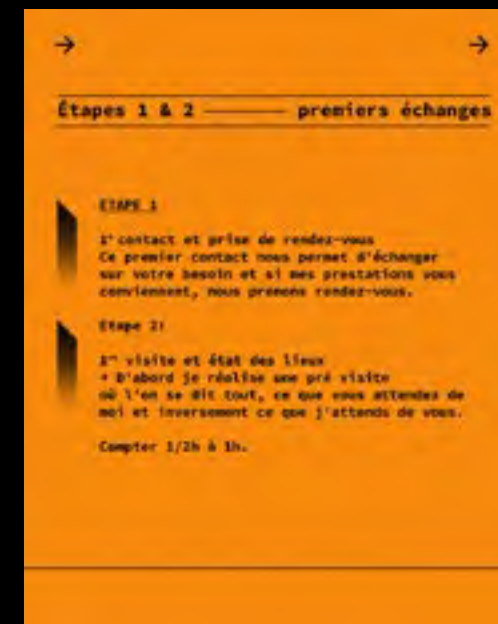 → →
Étapes 1 & 2 ——— premiers échanges
ETAPE 1
1ᵉ contact et prise de rendez-vous
Ce premier contact nous permet d'échanger
sur votre besoin et si mes prestations vous
conviennent, nous prenons rendez-vous.
Etape 2:
visite et état des lieux
+ D'abord je réalise une pré visite
où l'on se dit tout, ce que vous attendez de
moi et inversement ce que j'attends de vous.
Compter 1/2h à 1h.